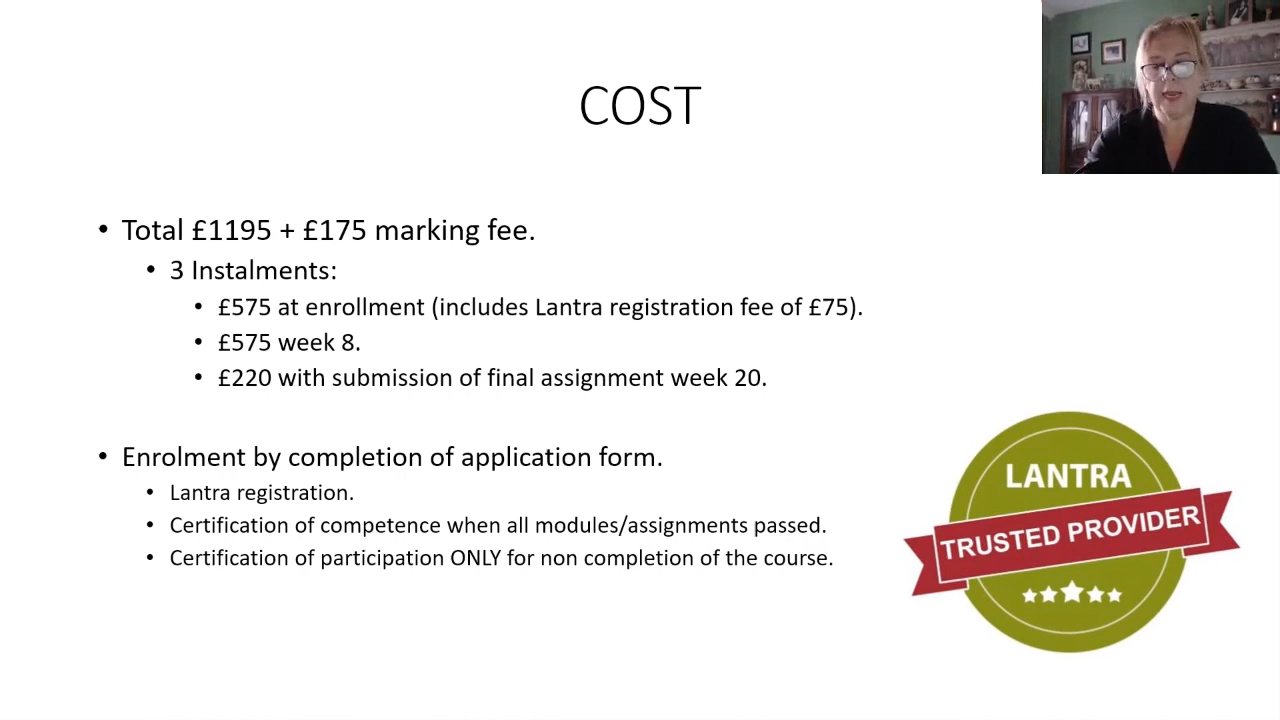 COST
• Total £1195 + £175 marking fee.
• 3 Instalments:
• £575 at enrollment (includes Lantra registration fee of £75).
• £575 week 8.
• £220 with submission of final assignment week 20.
• Enrolment by completion of application form.
• Lantra registration.
• Certification of competence when all modules/assignments passed.
• Certification of participation ONLY for non completion of the course.
LANTRA
TRUSTED PROVIDER